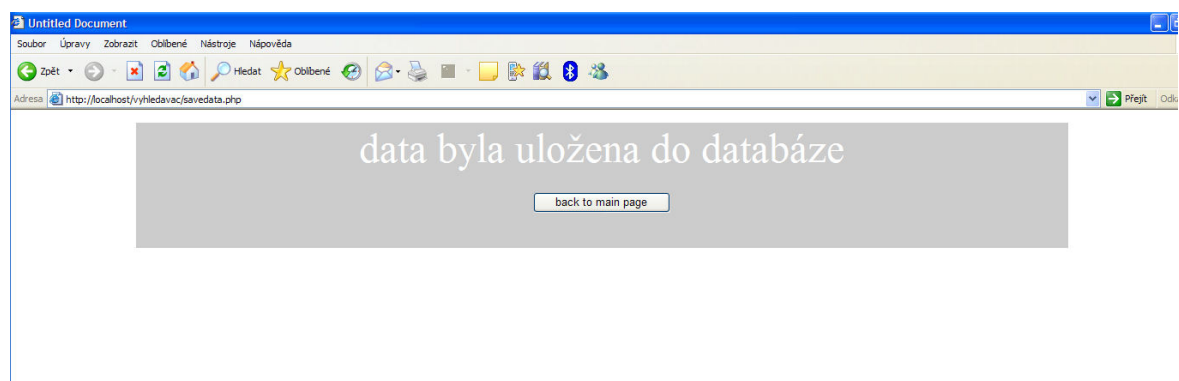 Untitled Document
Soubor Úpravy Zobrazit Oblíbené Nástroje Nápověda
Zpět Hledat Oblíbené
Adresa http://localhost/vyhledavac/savedata.php Přejít
data byla uložena do databáze
back to main page